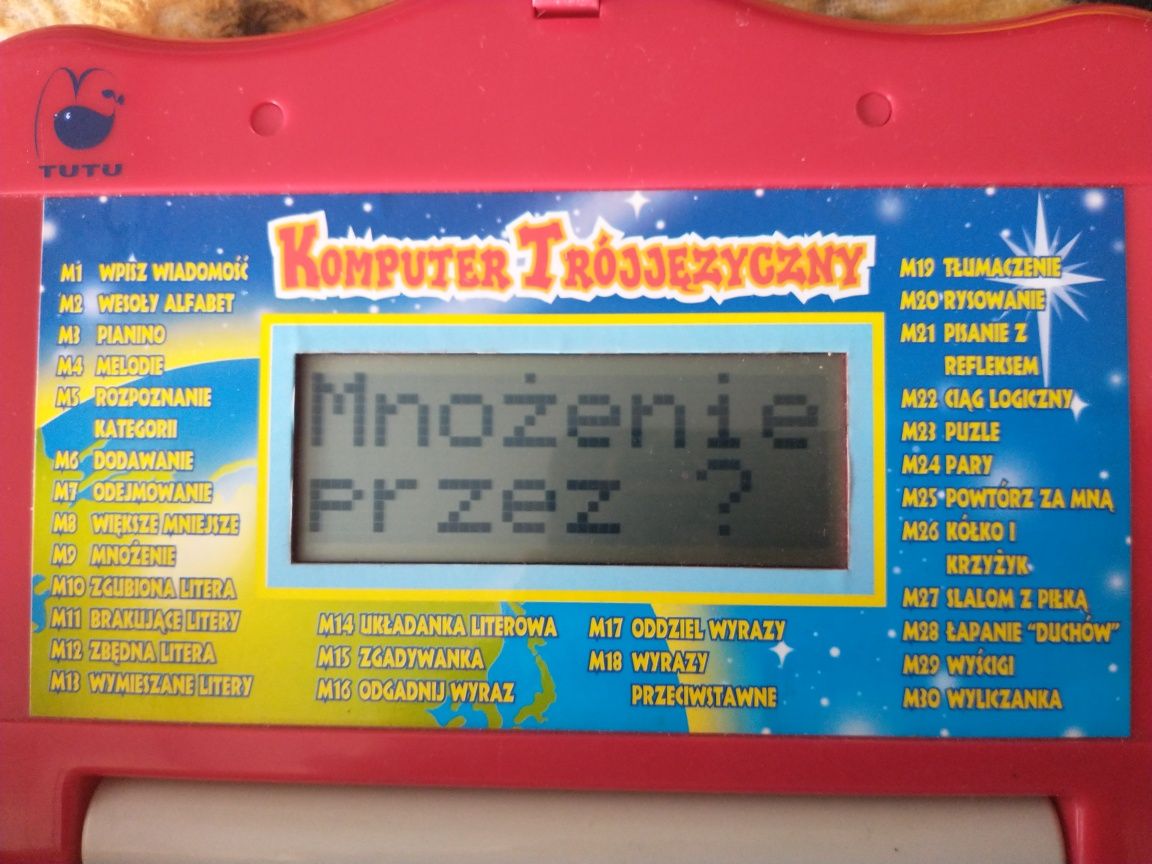 TUTU
KOMPUTER TRÓJJĘZYCZNY
M1 WPISZ WIADOMOŚĆ
M2 WESOŁY ALFABET
M3 PIANINO
M4 MELODIE
M5 ROZPOZNANIE
KATEGORII
M6 DODAWANIE
M7 ODEJMOWANIE
M8 WIĘKSZE MNIEJSZE
M9 MNOŻENIE
M10 ZGUBIONA LITERA
M11 BRAKUJĄCE LITERY
M12 ZBĘDNA LITERA
M13 WYMIESZANE LITERY
Mnożenie
przez ?
M14 UKŁADANKA LITEROWA
M15 ZGADYWANKA
M16 ODGADNIJ WYRAZ
M17 ODDZIEL WYRAZY
M18 WYRAZY
PRZECIWSTAWNE
M19 TŁUMACZENIE
M20 RYSOWANIE
M21 PISANIE Z
REFLEKSEM
M22 CIĄG LOGICZNY
M23 PUZLE
M24 PARY
M25 POWTÓRZ ZA MNĄ
M26 KÓŁKO I
KRZYŻYK
M27 SLALOM Z PIŁKĄ
M28 ŁAPANIE "DUCHÓW"
M29 WYŚCIGI
M30 WYLICZANKA